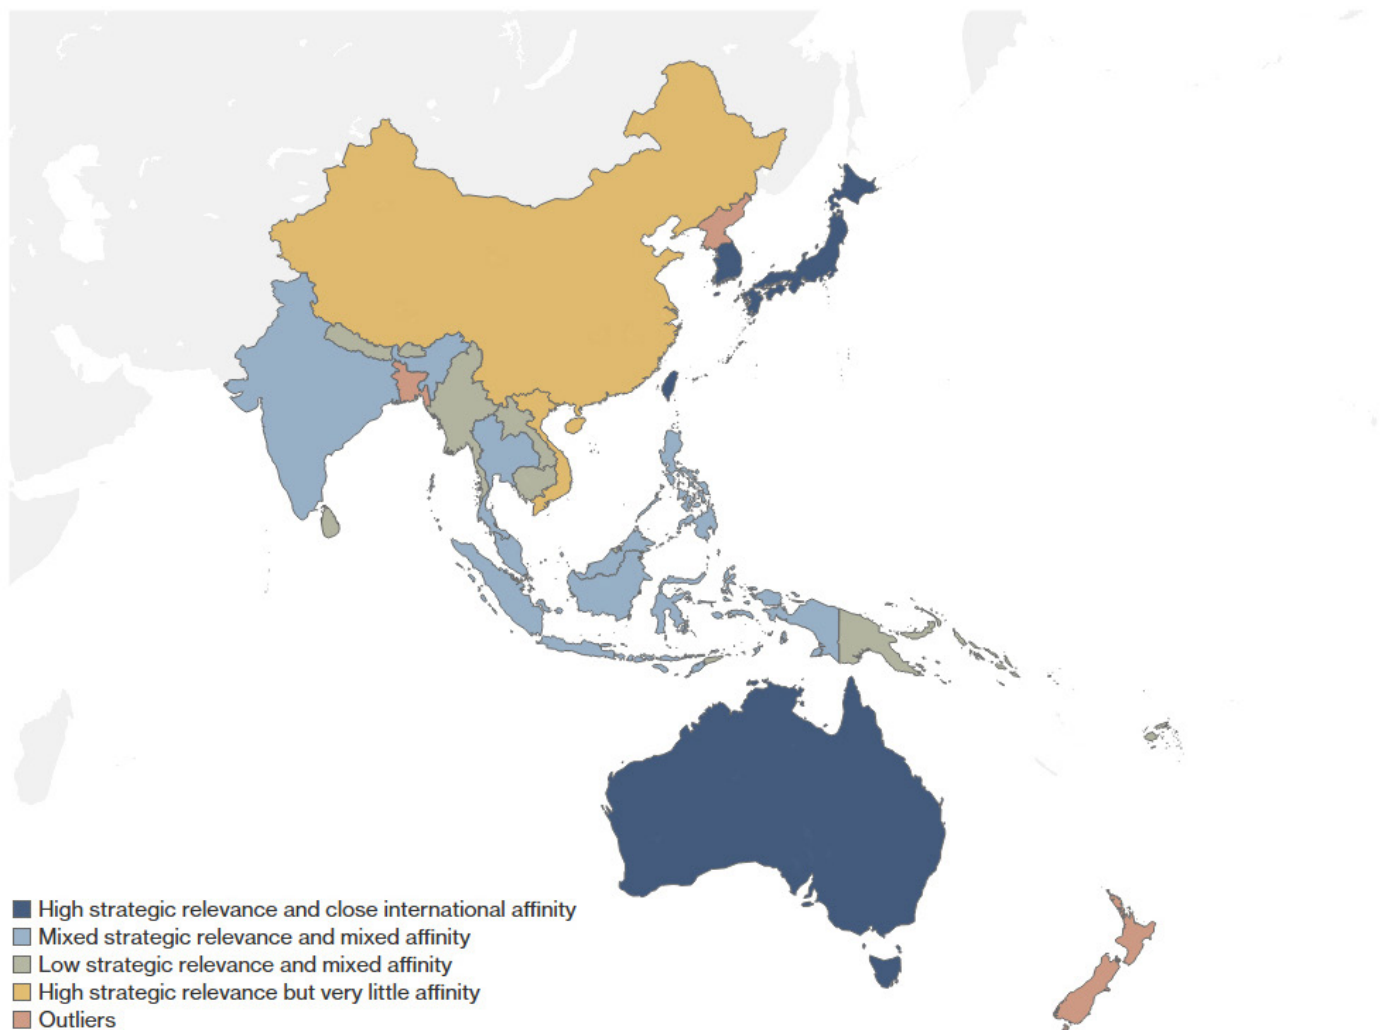 High strategic relevance and close international affinity
Mixed strategic relevance and mixed affinity
Low strategic relevance and mixed affinity
High strategic relevance but very little affinity
Outliers